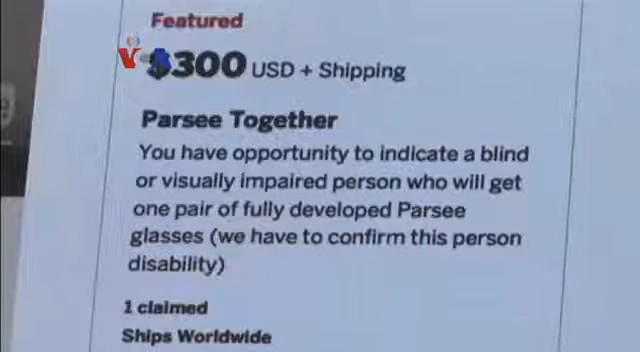 Featured
$300 USD + Shipping
Parsee Together
You have opportunity to indicate a blind
or visually impaired person who will get
one pair of fully developed Parsee
glasses (we have to confirm this person
disability)
1 claimed
Ships Worldwide